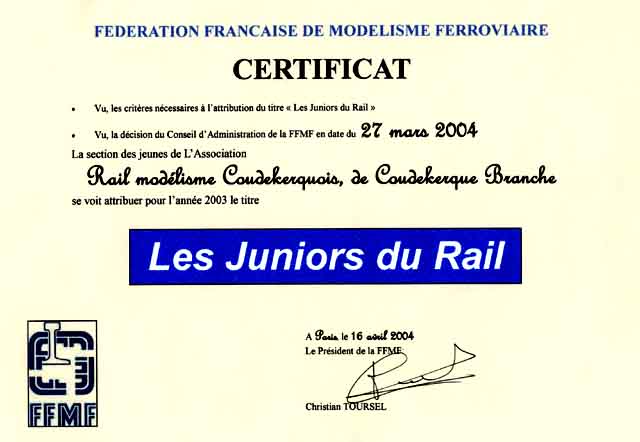 FEDERATION FRANCAISE DE MODELISME FERROVIAIRE
CERTIFICAT
• Vu, les critères nécessaires à l'attribution du titre « Les Juniors du Rail »
• Vu, la décision du Conseil d'Administration de la FFMF en date du 27 mars 2004
La section des jeunes de L'Association
Rail modélisme Coudekerquois, de Coudekerque Branche
se voit attribuer pour l'année 2003 le titre
Les Juniors du Rail
A Paris, le 16 avril 2004
Le Président de la FFMF
Christian TOURSEL
FFMF